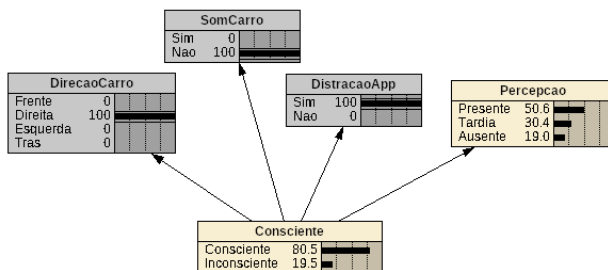 SomCarro
Sim 0
Nao 100
DirecaoCarro
Frente 0
Direita 100
Esquerda 0
Tras 0
DistracaoApp
Sim 100
Nao 0
Percepcao
Presente 50.6
Tardia 30.4
Ausente 19.0
Consciente
Consciente 80.5
Inconsciente 19.5